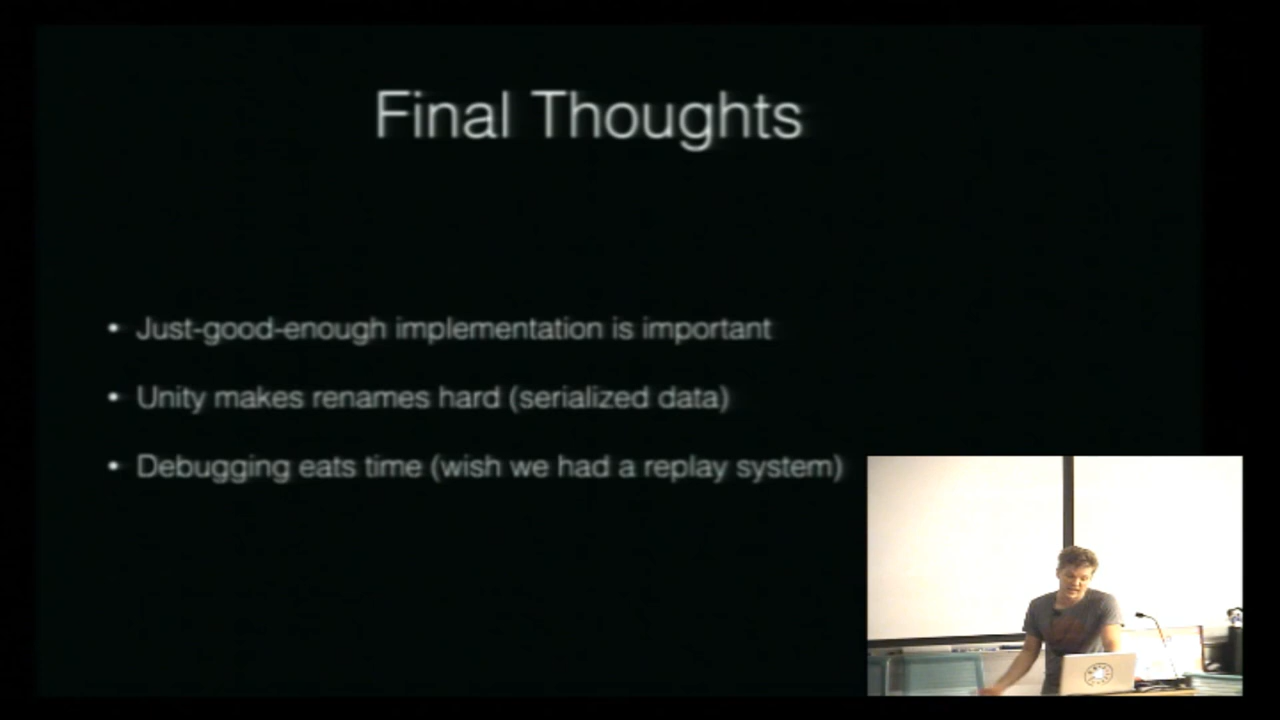 Final Thoughts
• Just-good-enough implementation is important
• Unity makes renames hard (serialized data)
• Debugging eats time (wish we had a replay system)